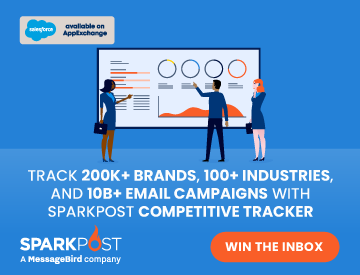 salesforce
available on
AppExchange
TRACK 200K+ BRANDS, 100+ INDUSTRIES,
AND 10B+ EMAIL CAMPAIGNS WITH
SPARKPOST COMPETITIVE TRACKER
SPARKPOST
A MessageBird company
WIN THE INBOX